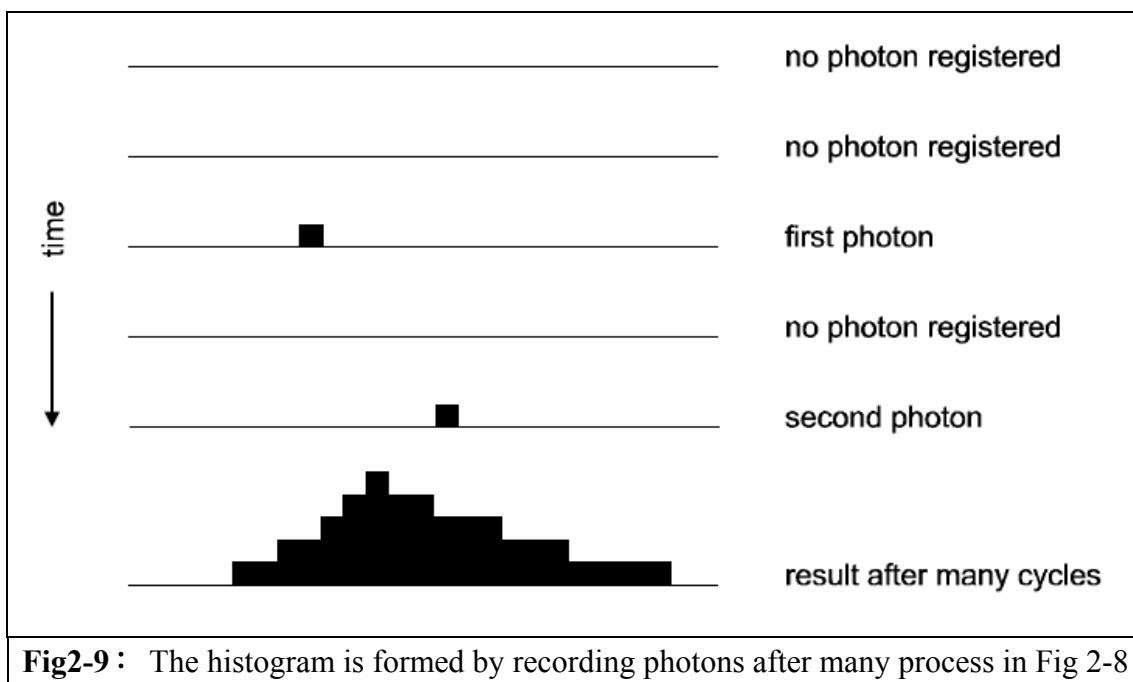 no photon registered
no photon registered
time
first photon
no photon registered
second photon
result after many cycles
Fig2-9： The histogram is formed by recording photons after many process in Fig 2-8